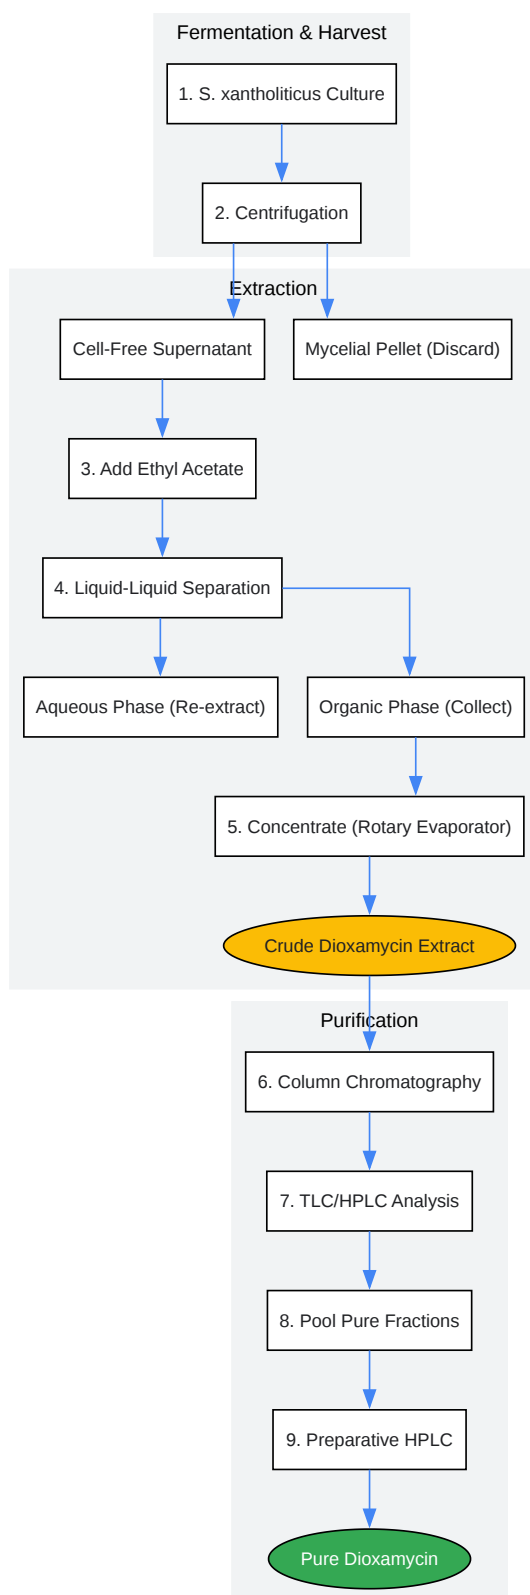 Fermentation & Harvest
1. S. xantholiticus Culture
2. Centrifugation
Extraction
Cell-Free Supernatant
Mycelial Pellet (Discard)
3. Add Ethyl Acetate
4. Liquid-Liquid Separation
Aqueous Phase (Re-extract)
Organic Phase (Collect)
5. Concentrate (Rotary Evaporator)
Crude Dioxamycin Extract
Purification
6. Column Chromatography
7. TLC/HPLC Analysis
8. Pool Pure Fractions
9. Preparative HPLC
Pure Dioxamycin